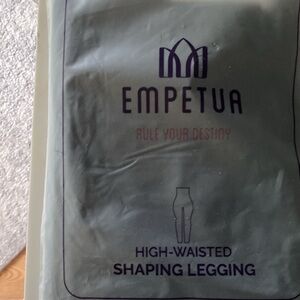 EMPETUA
RULE YOUR DESTINY
HIGH-WAISTED
SHAPING LEGGING